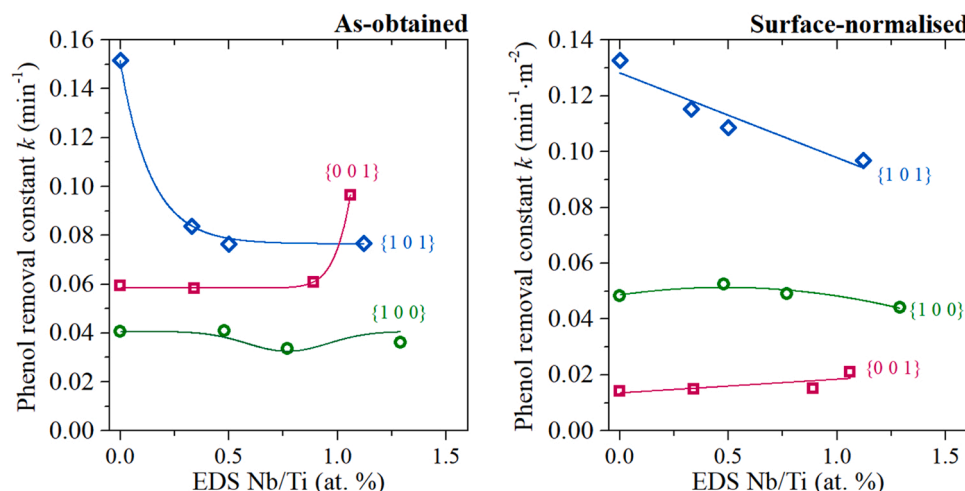 As-obtained
Phenol removal constant k (min⁻¹)
0.16
0.14
0.12
0.10
0.08
0.06
0.04
0.02
0.00
{0 0 1}
{1 0 1}
{1 0 0}
0.0 0.5 1.0 1.5
EDS Nb/Ti (at. %)
Surface-normalised
Phenol removal constant k (min⁻¹·m⁻²)
0.14
0.12
0.10
0.08
0.06
0.04
0.02
0.00
{1 0 1}
{1 0 0}
{0 0 1}
0.0 0.5 1.0 1.5
EDS Nb/Ti (at. %)